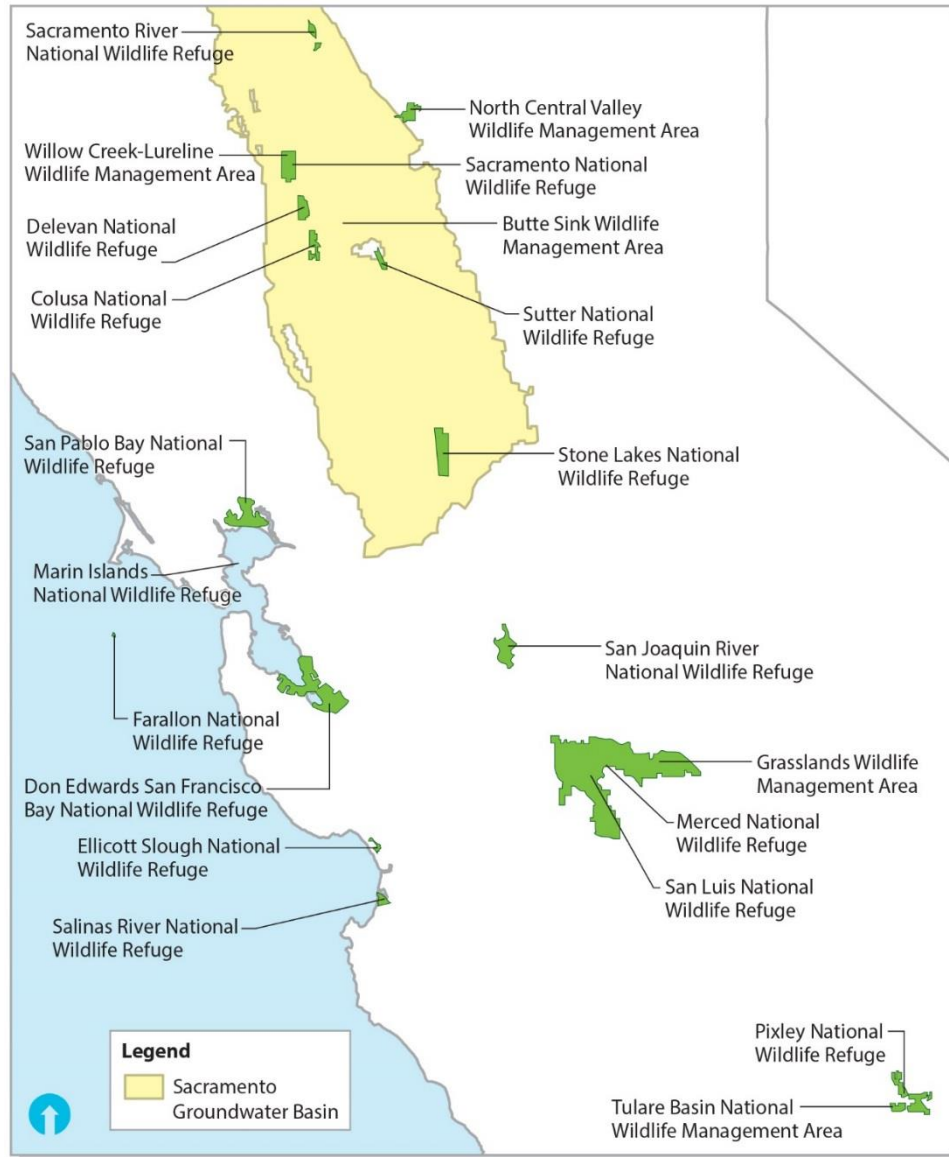 Sacramento River
National Wildlife Refuge
North Central Valley
Wildlife Management Area
Willow Creek-Lureline
Wildlife Management Area
Sacramento National
Wildlife Refuge
Delevan National
Wildlife Refuge
Butte Sink Wildlife
Management Area
Colusa National
Wildlife Refuge
Sutter National
Wildlife Refuge
San Pablo Bay National
Wildlife Refuge
Stone Lakes National
Wildlife Refuge
Marin Islands
National Wildlife Refuge
San Joaquin River
National Wildlife Refuge
Farallon National
Wildlife Refuge
Grasslands Wildlife
Management Area
Don Edwards San Francisco
Bay National Wildlife Refuge
Merced National
Wildlife Refuge
Ellicott Slough National
Wildlife Refuge
San Luis National
Wildlife Refuge
Salinas River National
Wildlife Refuge
Pixley National
Wildlife Refuge
Tulare Basin National
Wildlife Management Area
Legend
Sacramento
Groundwater Basin